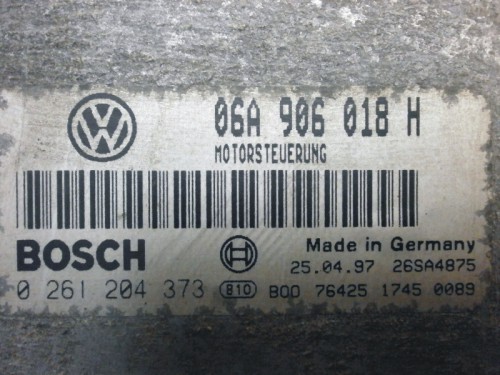 06A 906 018 H
MOTORSTEUERUNG
BOSCH
Made in Germany
25.04.97 26SA4875
0 261 204 373 810 B00 76425 1745 0089